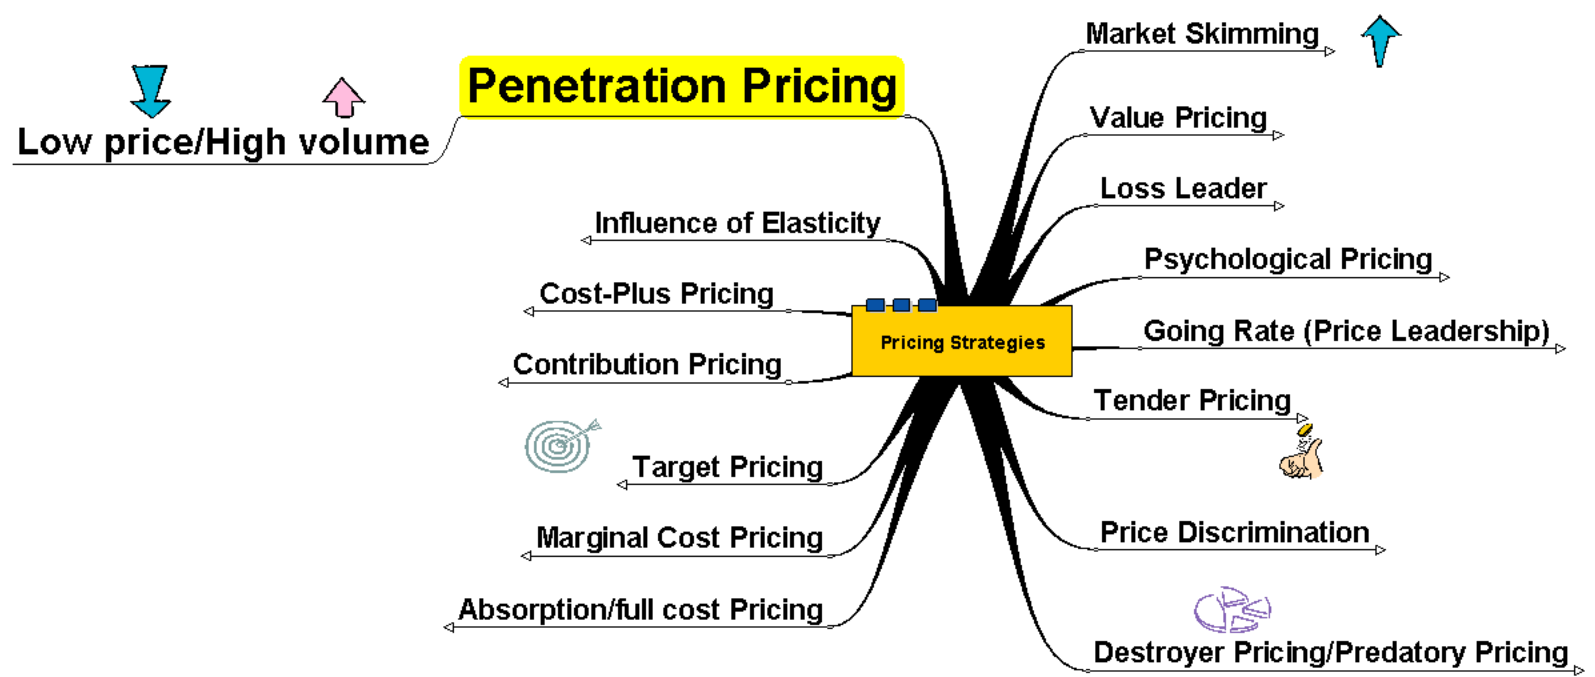 Penetration Pricing
Low price/High volume
Influence of Elasticity
Cost-Plus Pricing
Contribution Pricing
Target Pricing
Marginal Cost Pricing
Absorption/full cost Pricing
Pricing Strategies
Market Skimming
Value Pricing
Loss Leader
Psychological Pricing
Going Rate (Price Leadership)
Tender Pricing
Price Discrimination
Destroyer Pricing/Predatory Pricing